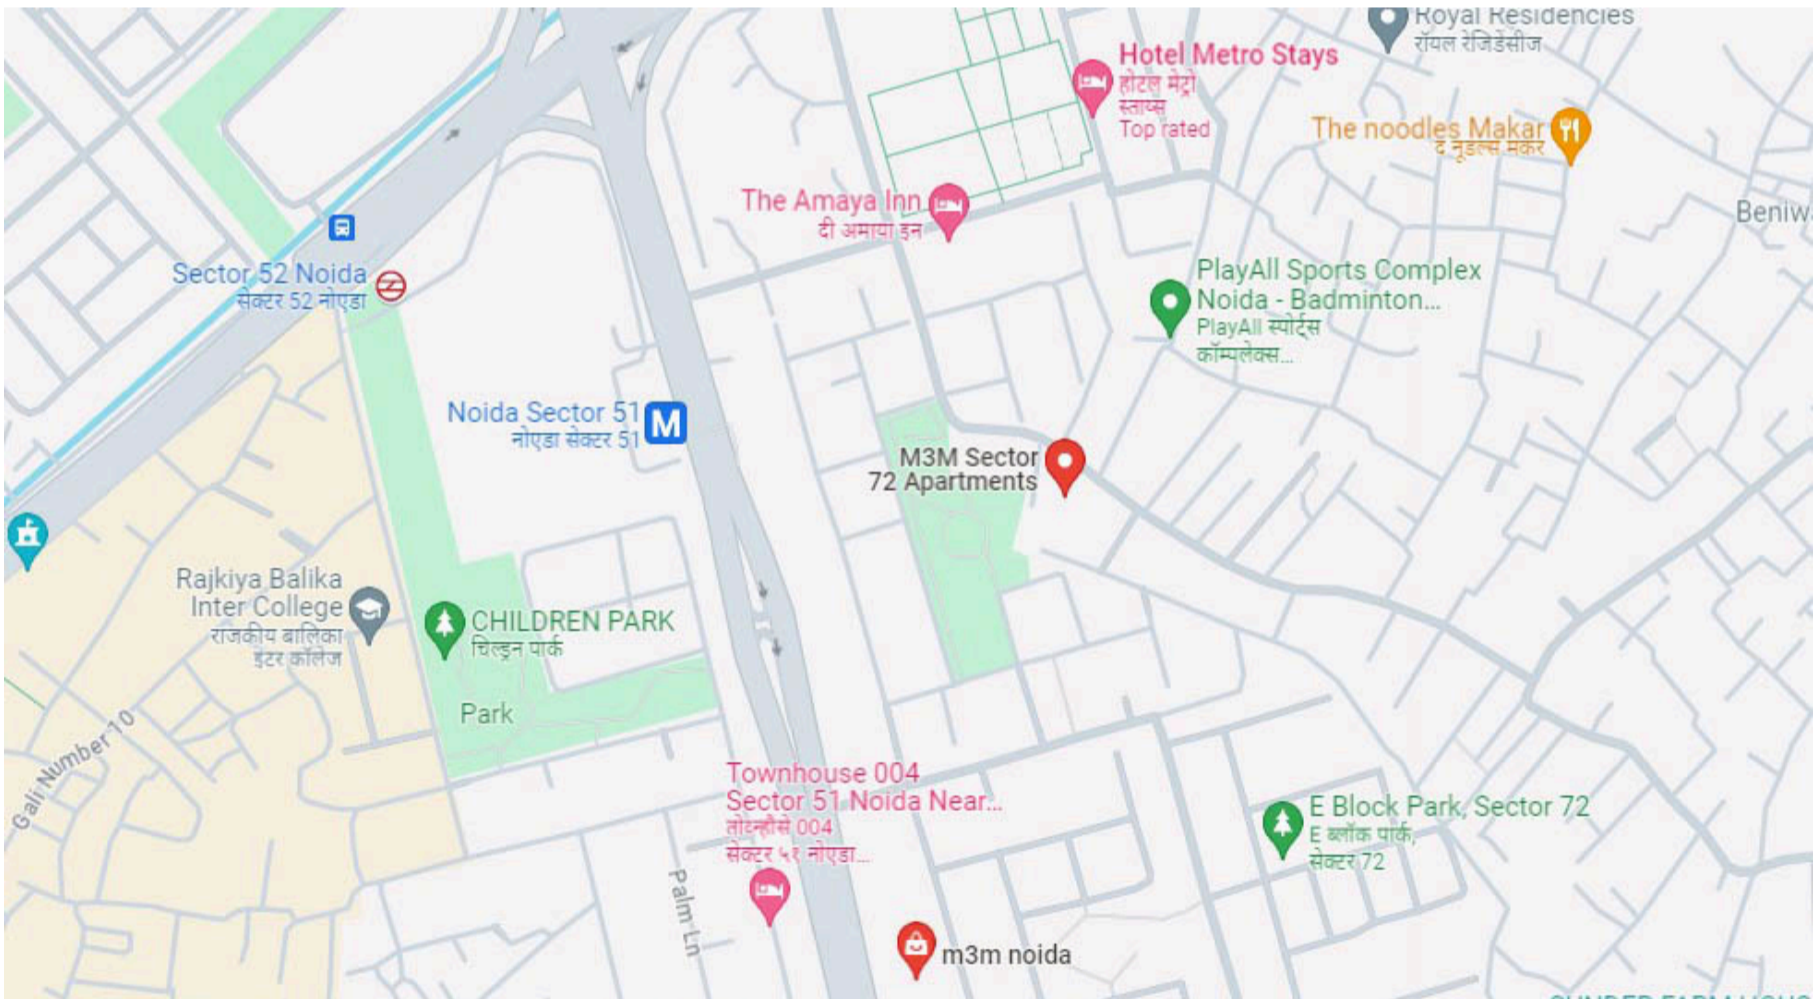 Royal Residencies
रॉयल रेजिडेंसीज
Hotel Metro Stays
होटल मेट्रो
स्ताय्स
Top rated
The noodles Makar
द नूडल्स मकर
The Amaya Inn
दी अमाया इन
Beniw
Sector 52 Noida
सेक्टर 52 नोएडा
PlayAll Sports Complex
Noida - Badminton...
PlayAll स्पोर्ट्स
कॉम्पलेक्स...
Noida Sector 51
नोएडा सेक्टर 51
M
M3M Sector
72 Apartments
Rajkiya Balika
Inter College
राजकीय बालिका
इंटर कॉलेज
CHILDREN PARK
चिल्ड्रन पार्क
Park
Gali Number 10
Townhouse 004
Sector 51 Noida Near...
तोव्न्हौसे 004
सेक्टर ५१ नोएडा...
E Block Park, Sector 72
E ब्लॉक पार्क,
सेक्टर 72
Palm Ln
m3m noida